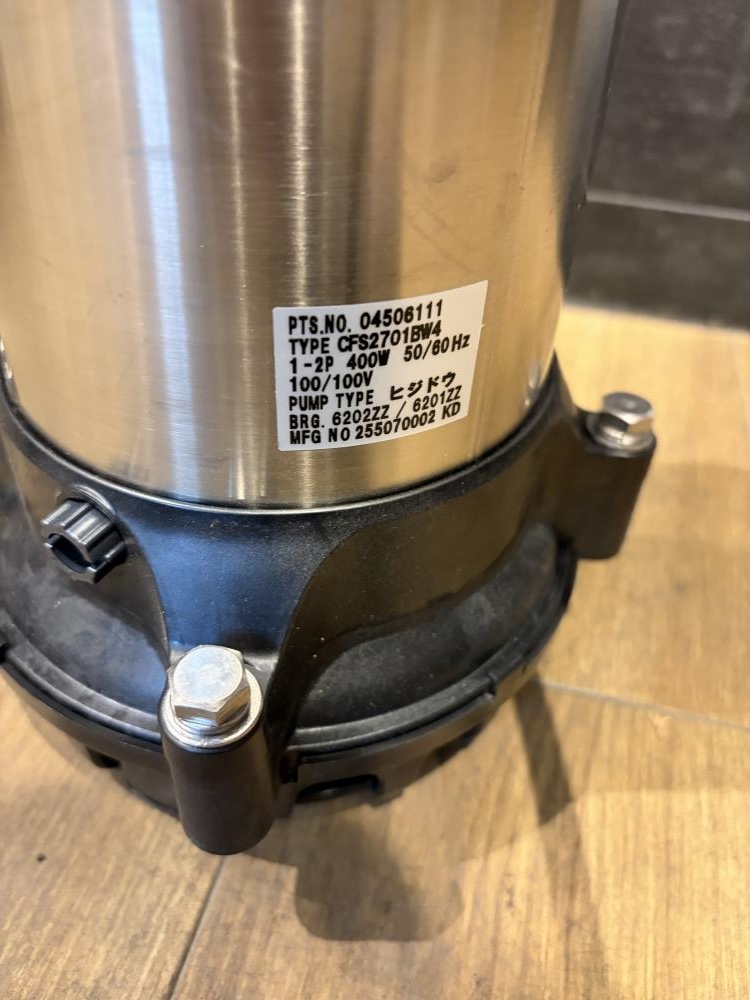 PTS.NO. 04506111
TYPE CFS2701BW4
1-2P 400W 50/60Hz
100/100V
PUMP TYPE ヒジドウ
BRG. 6202ZZ / 6201ZZ
MFG NO 255070002 KD